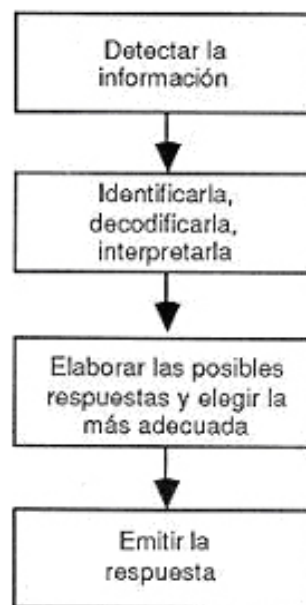 Detectar la
información
Identificarla,
decodificarla,
interpretarla
Elaborar las posibles
respuestas y elegir la
más adecuada
Emitir la
respuesta